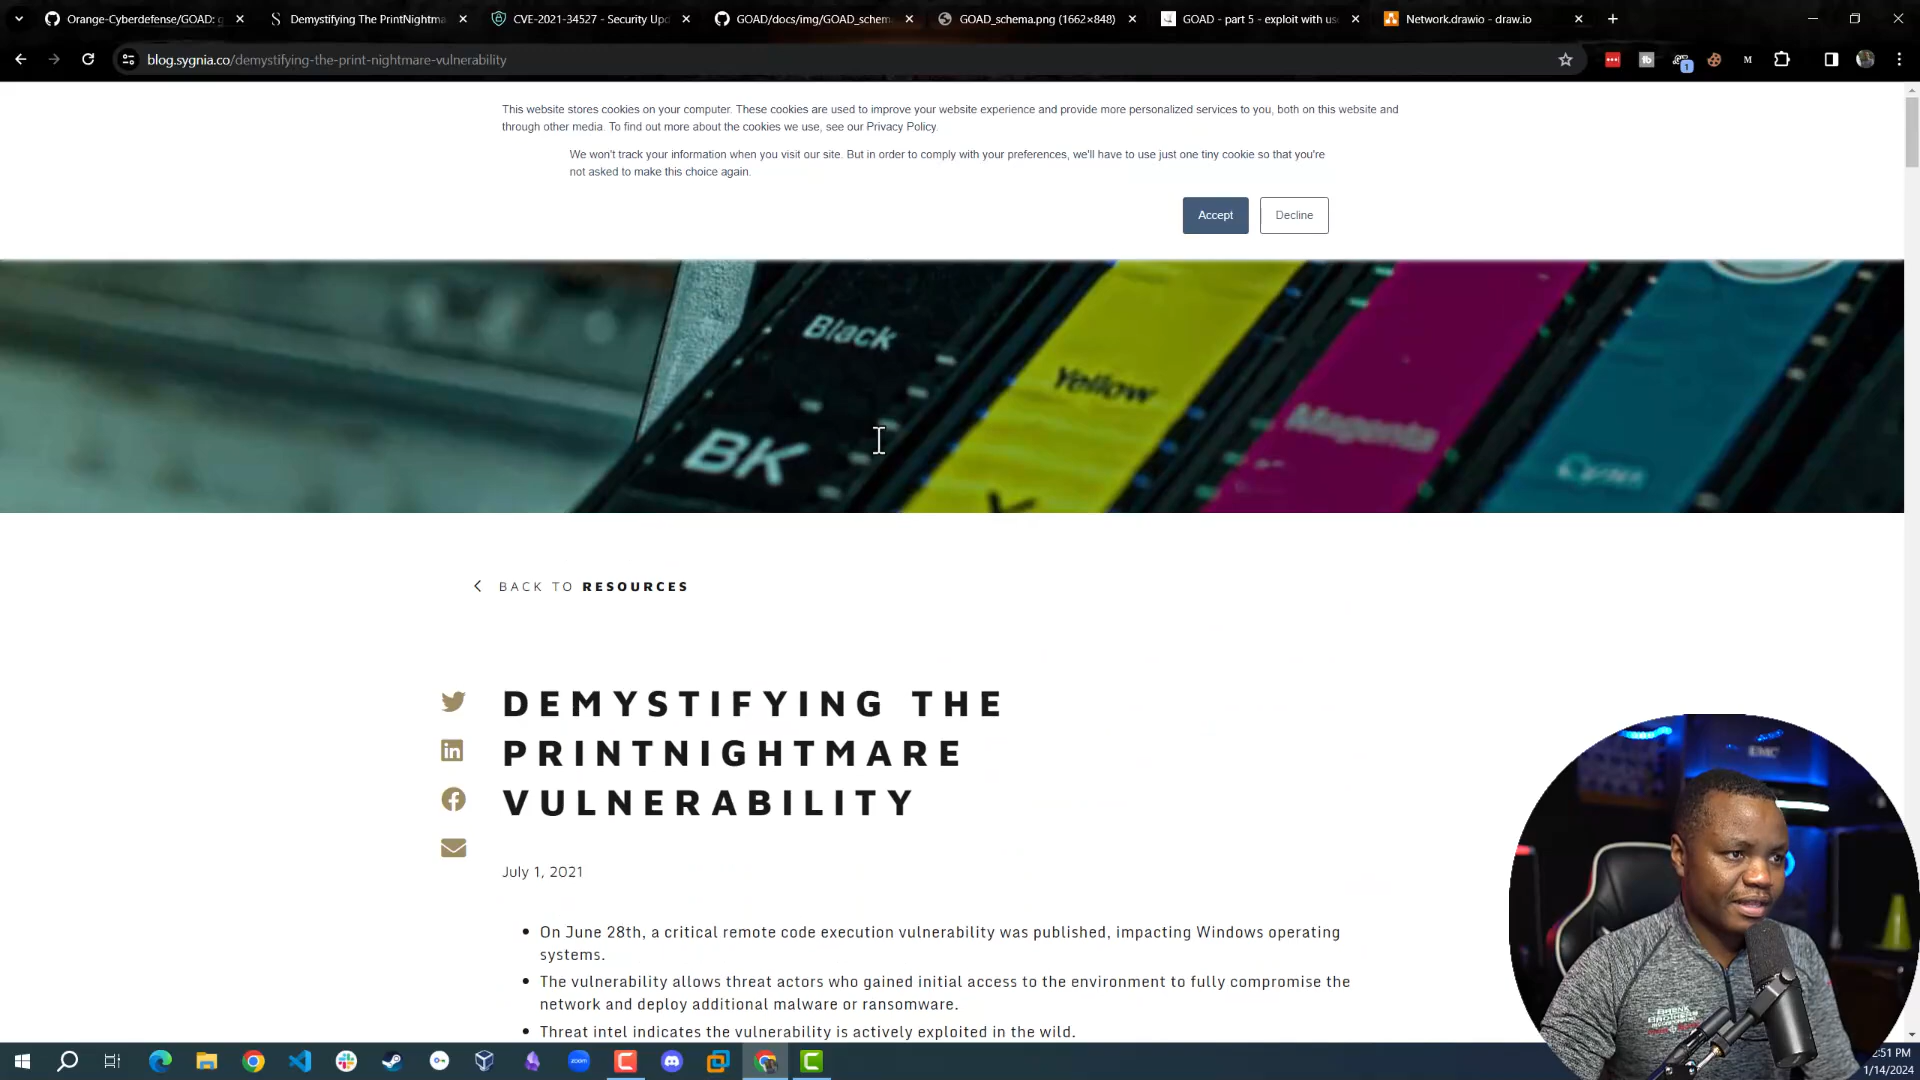 Orange-Cyberdefense/GOAD: g
Demystifying The PrintNightma
CVE-2021-34527 - Security Upd
GOAD/docs/img/GOAD_schem
GOAD_schema.png (1662×848)
GOAD - part 5 - exploit with use
Network.drawio - draw.io
blog.sygnia.co/demystifying-the-print-nightmare-vulnerability
This website stores cookies on your computer. These cookies are used to improve your website experience and provide more personalized services to you, both on this website and
through other media. To find out more about the cookies we use, see our Privacy Policy.
We won't track your information when you visit our site. But in order to comply with your preferences, we'll have to use just one tiny cookie so that you're
not asked to make this choice again.
Accept
Decline
Black
BK
Yellow
Y
Magenta
Cyan
BACK TO RESOURCES
DEMYSTIFYING THE
PRINTNIGHTMARE
VULNERABILITY
July 1, 2021
• On June 28th, a critical remote code execution vulnerability was published, impacting Windows operating
systems.
• The vulnerability allows threat actors who gained initial access to the environment to fully compromise the
network and deploy additional malware or ransomware.
• Threat intel indicates the vulnerability is actively exploited in the wild.
EMC
:51 PM
1/14/2024